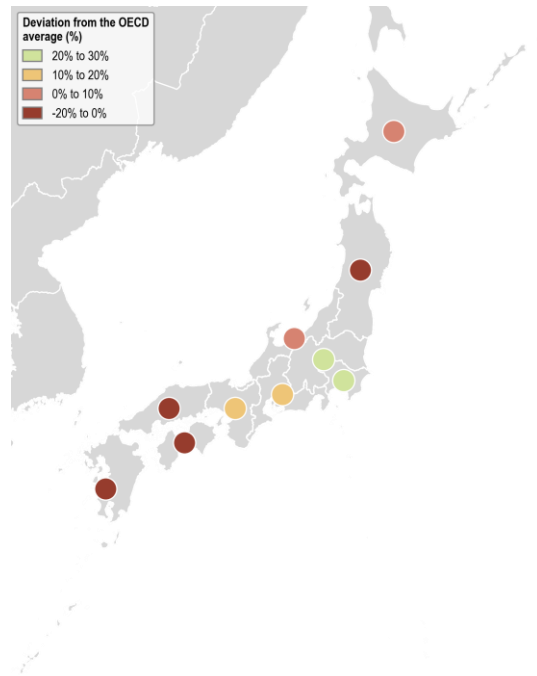 Deviation from the OECD
average (%)
20% to 30%
10% to 20%
0% to 10%
-20% to 0%